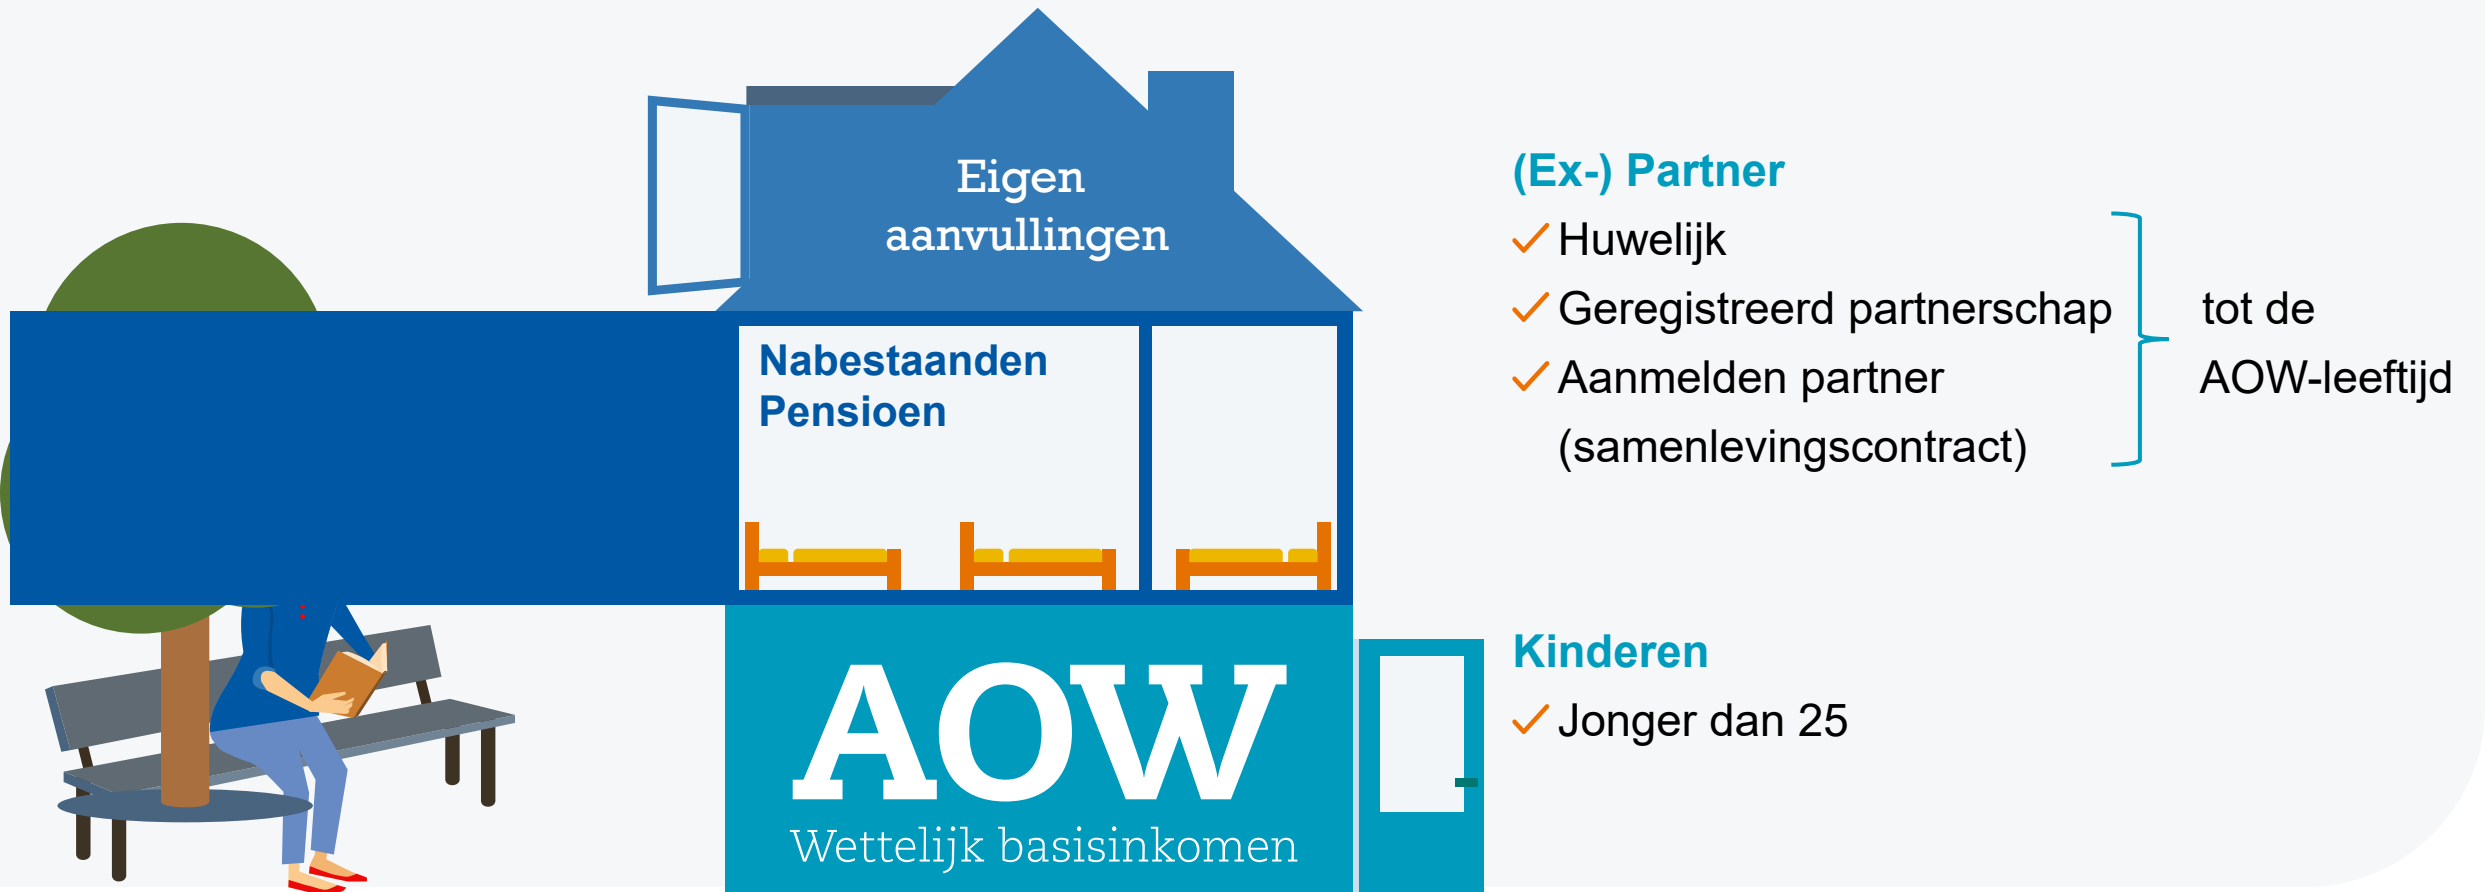 Eigen
aanvullingen
Nabestaanden
Pensioen
AOW
Wettelijk basisinkomen
(Ex-) Partner
Huwelijk
Geregistreerd partnerschap
Aanmelden partner
(samenlevingscontract)
tot de
AOW-leeftijd
Kinderen
Jonger dan 25